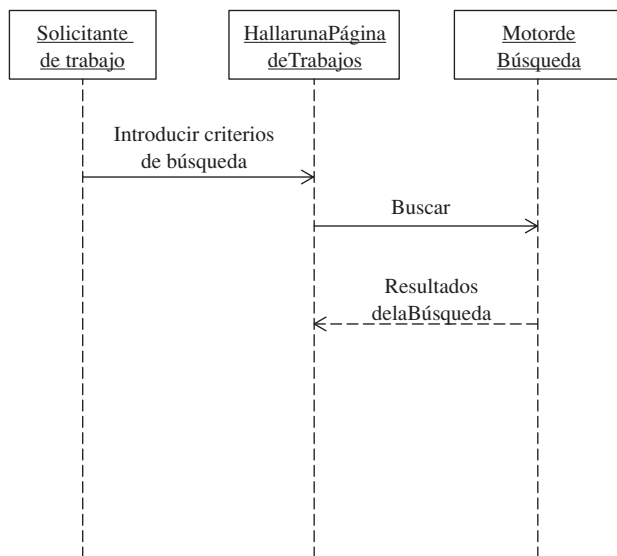 Solicitante
de trabajo
HallarunaPágina
deTrabajos
Motorde
Búsqueda
Introducir criterios
de búsqueda
Buscar
Resultados
delaBúsqueda